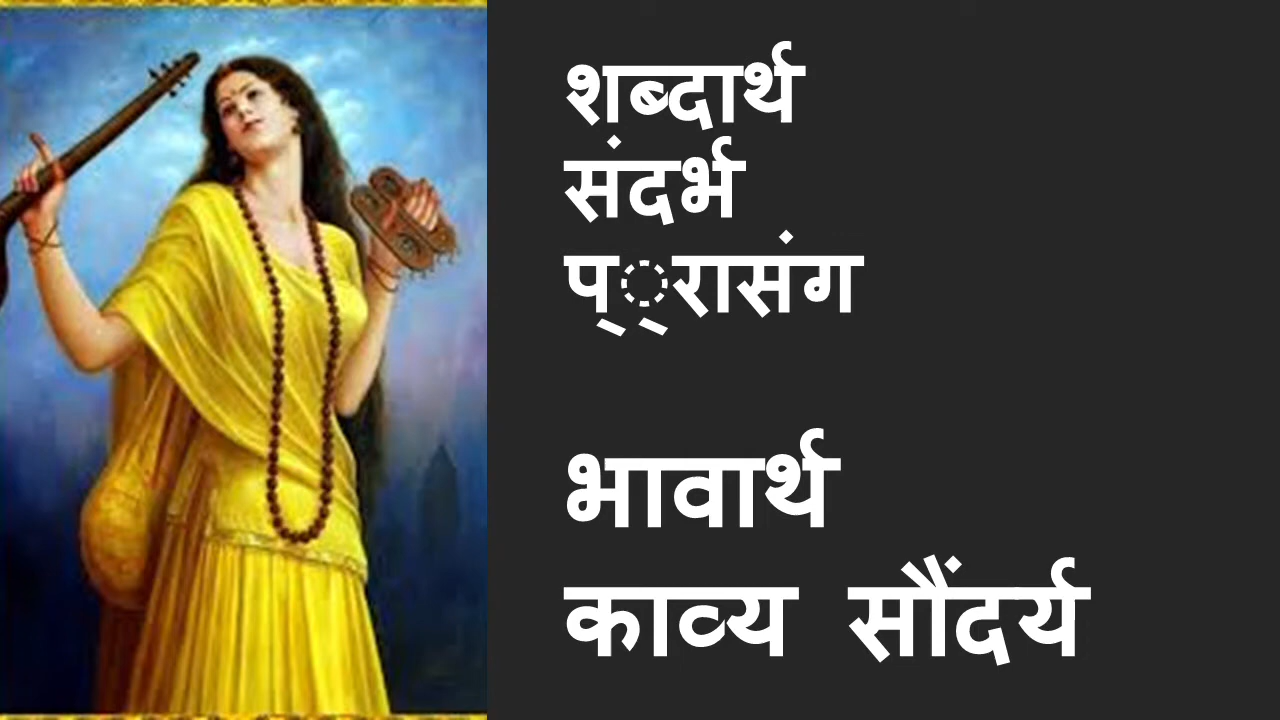 शब्दार्थ
संदर्भ
प््रासंग
भावार्थ
काव्य सौंदर्य